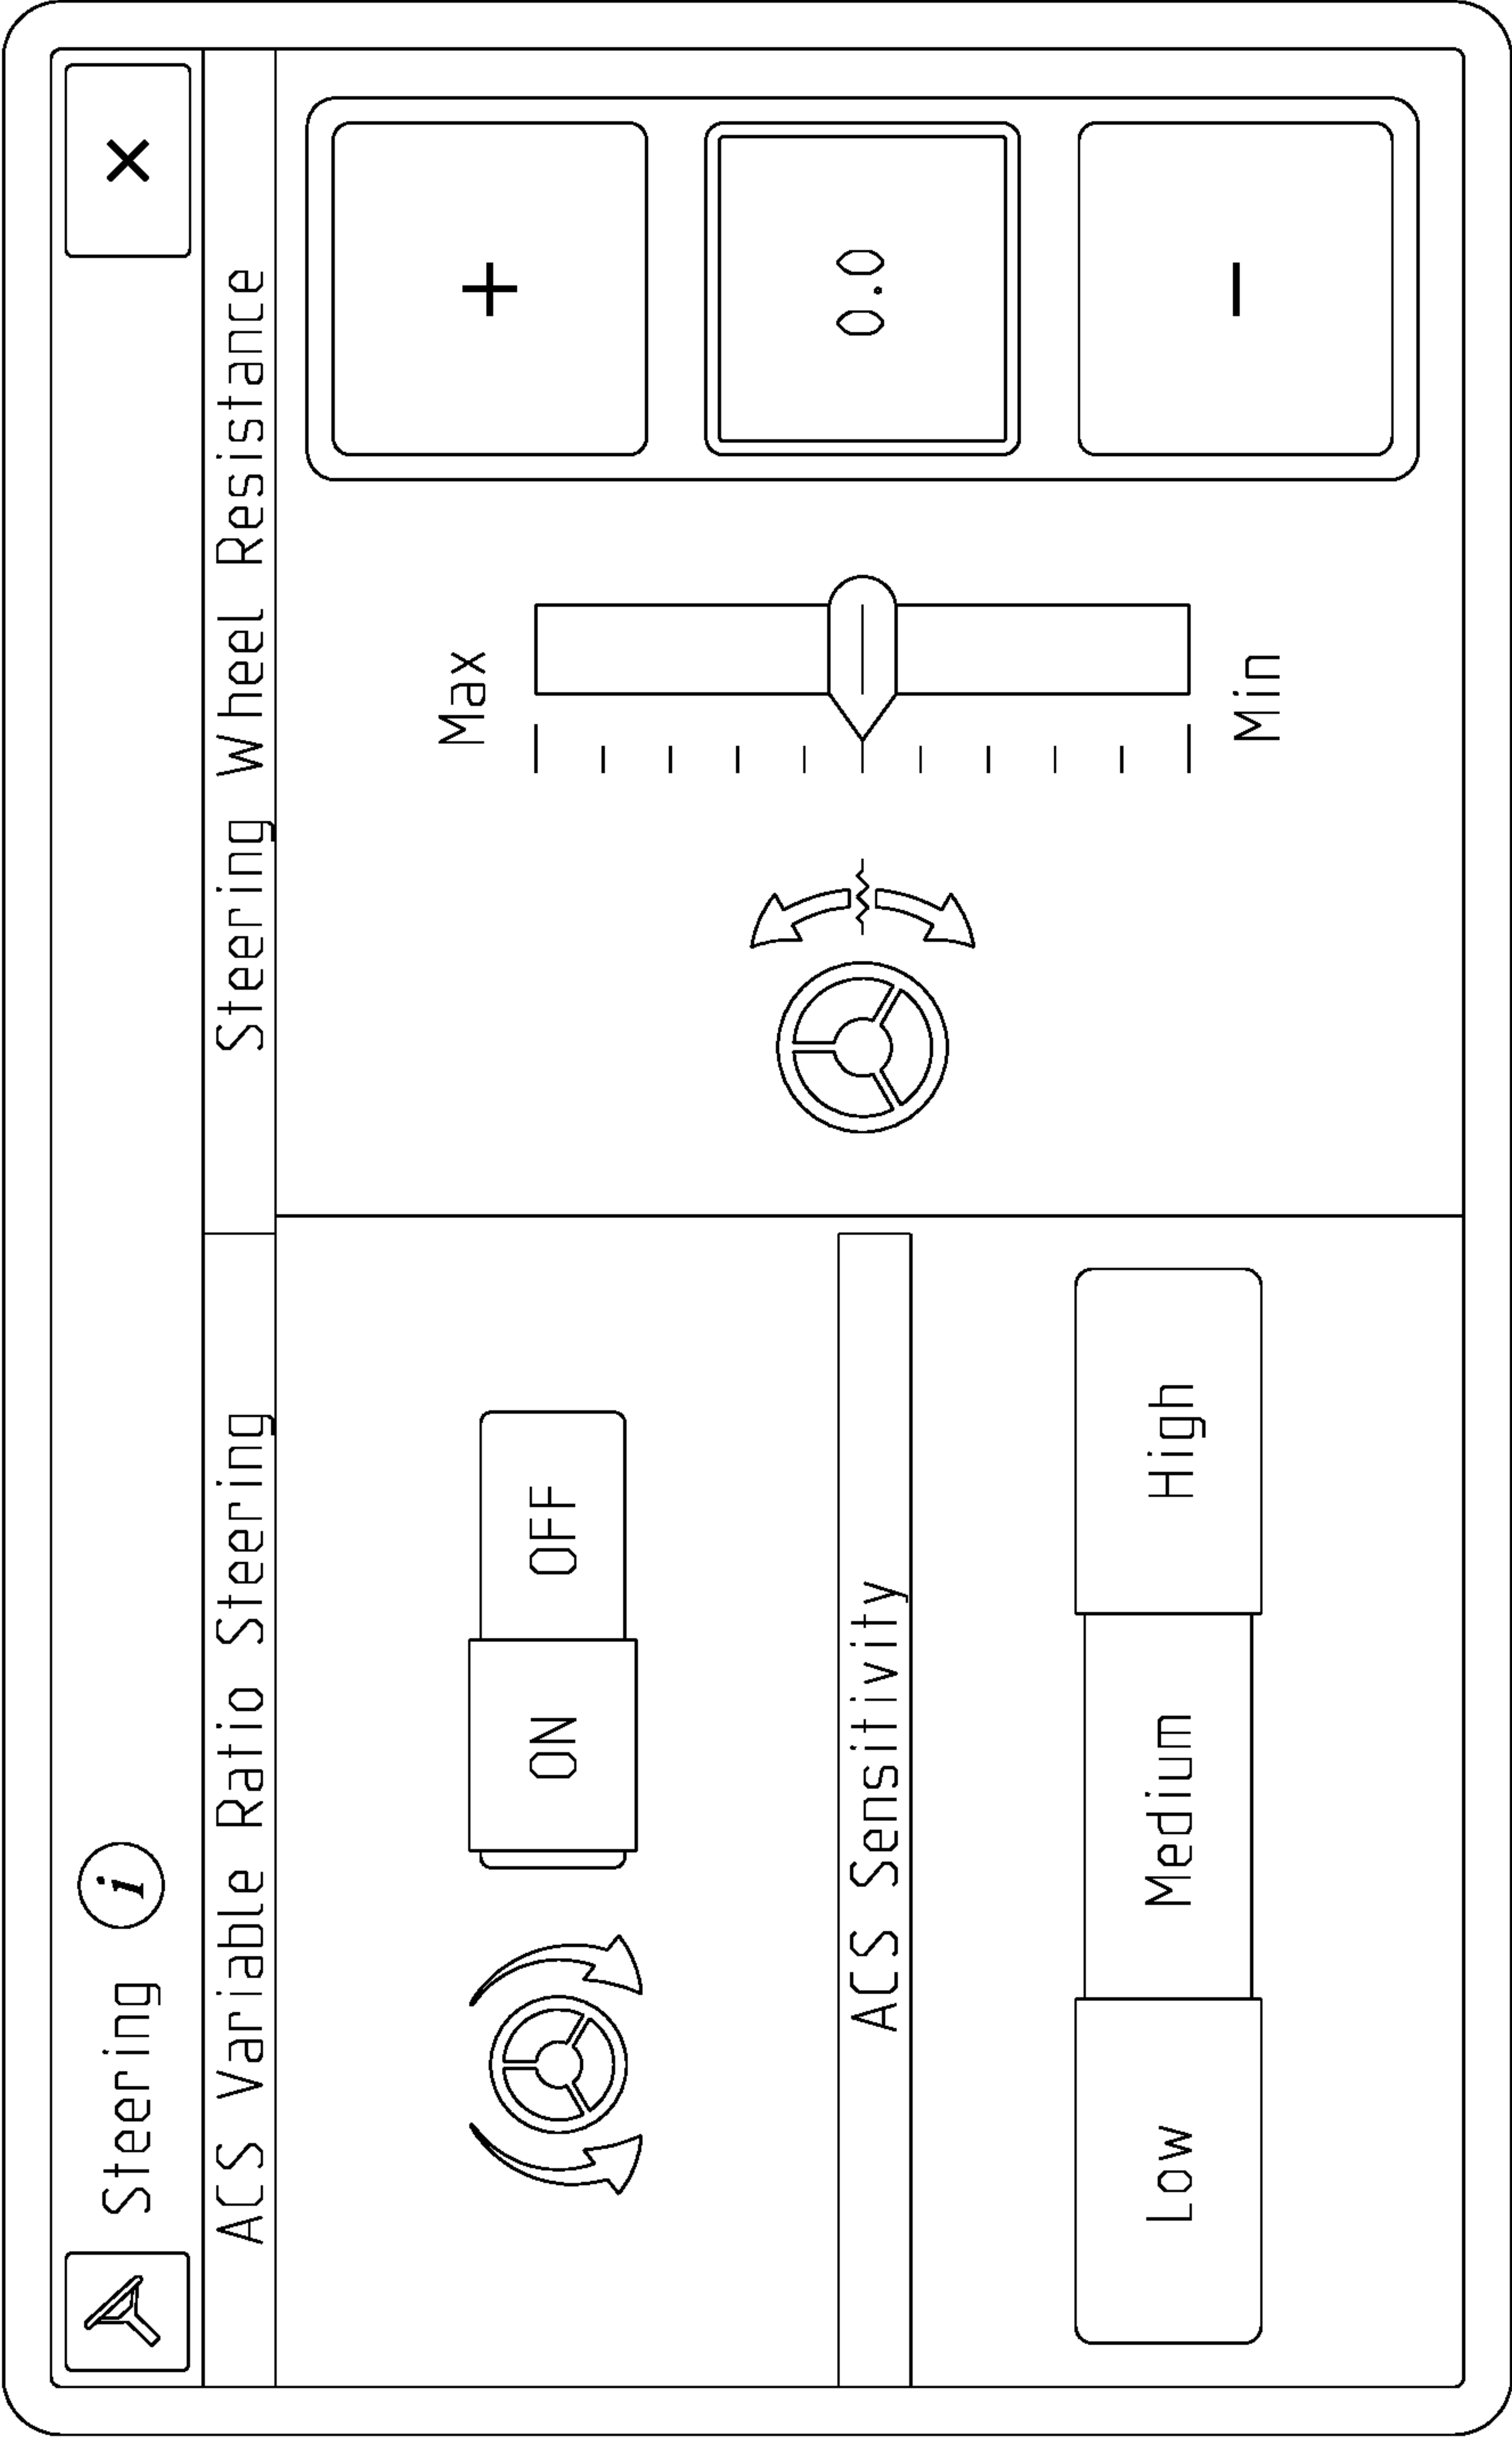 Steering i ×
ACS Variable Ratio Steering
ON OFF
ACS Sensitivity
Low Medium High
Steering Wheel Resistance
Max
Min
+
0.0
−